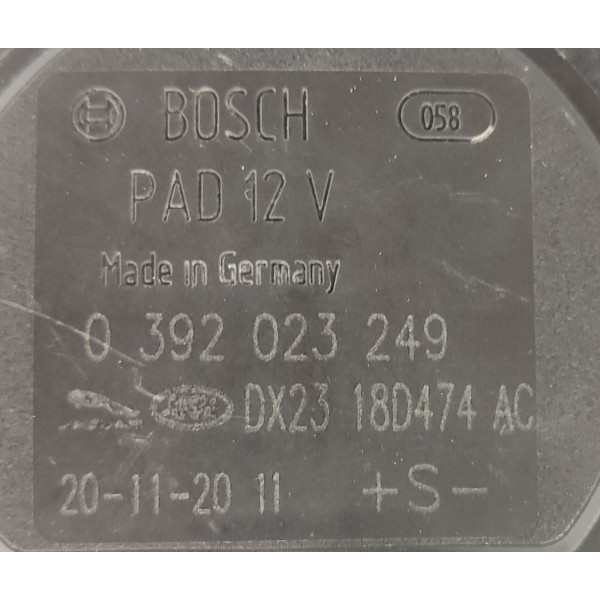 BOSCH 058
PAD 12 V
Made in Germany
0 392 023 249
DX23 18D474 AC
20-11-20 11 +S-